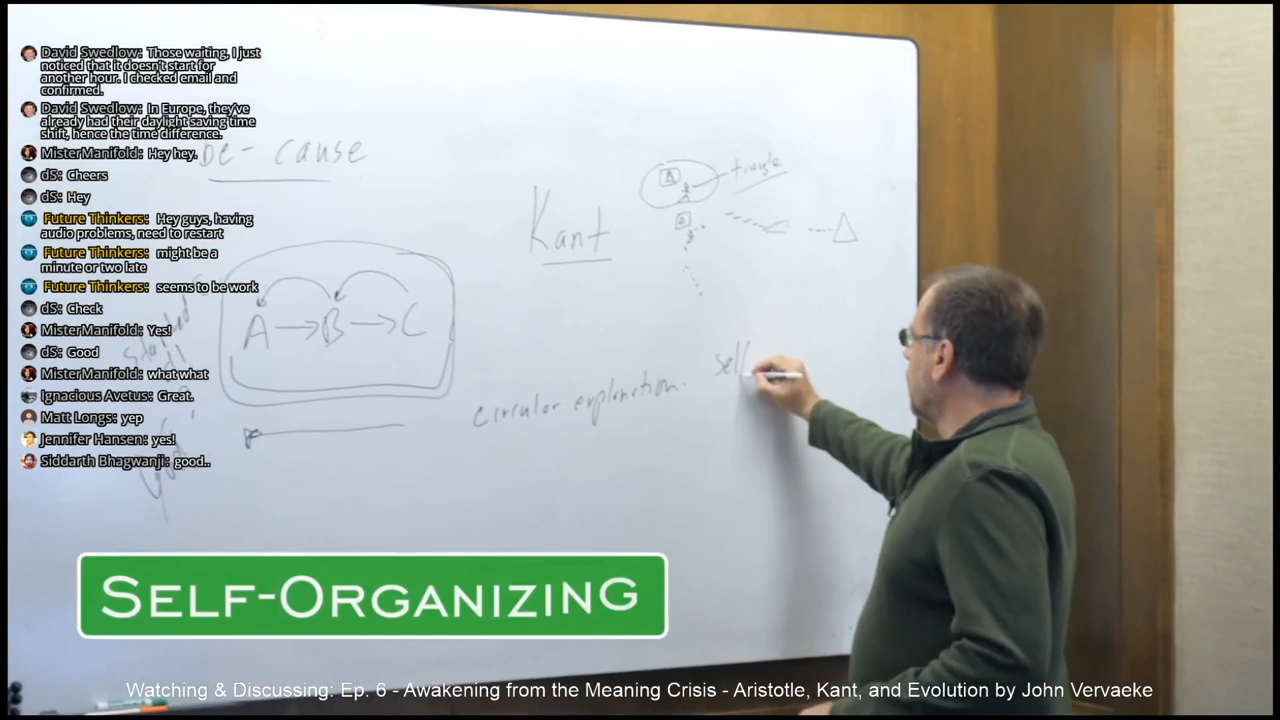 David Swedlow: Those waiting, I just
noticed that it doesn't start for
another hour. I checked email and
confirmed.
David Swedlow: In Europe, they've
already had their daylight saving time
shift, hence the time difference.
MisterManifold: Hey hey.
dS: Cheers
dS: Hey
Future Thinkers: Hey guys, having
audio problems, need to restart
Future Thinkers: might be a
minute or two late
Future Thinkers: seems to be work
dS: Check
MisterManifold: Yes!
dS: Good
MisterManifold: what what
Ignacious Avetus: Great.
Matt Longs: yep
Jennifer Hansen: yes!
Siddarth Bhagwanji: good..
be-cause
Kant
triangle
A → B → C
circular explanation.
self
SELF-ORGANIZING
Watching & Discussing: Ep. 6 - Awakening from the Meaning Crisis - Aristotle, Kant, and Evolution by John Vervaeke